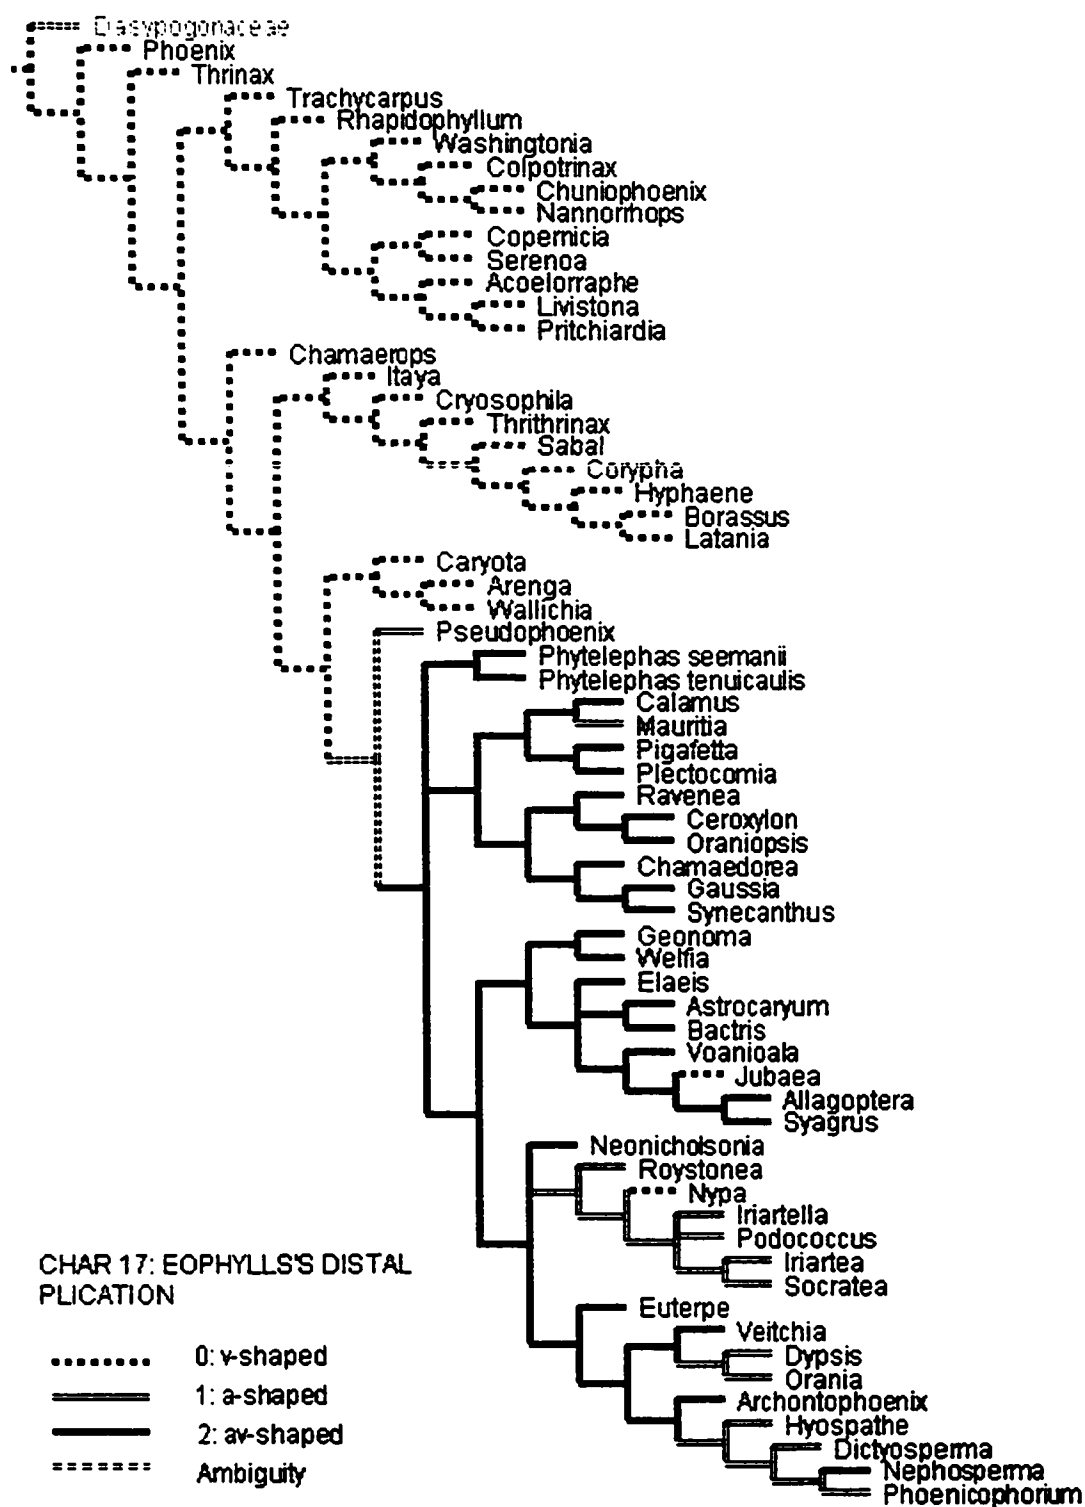 Dasypogonaceae
Phoenix
Thrinax
Trachycarpus
Rhapidophyllum
Washingtonia
Colpotrinax
Chuniophoenix
Nannorrhops
Copernicia
Serenoa
Acoelorraphe
Livistona
Pritchiardia
Chamaerops
Itaya
Cryosophila
Thrithrinax
Sabal
Corypha
Hyphaene
Borassus
Latania
Caryota
Arenga
Wallichia
Pseudophoenix
Phytelephas seemanii
Phytelephas tenuicaulis
Calamus
Mauritia
Pigafetta
Plectocomia
Ravenea
Ceroxylon
Oraniopsis
Chamaedorea
Gaussia
Synecanthus
Geonoma
Welfia
Elaeis
Astrocaryum
Bactris
Voanioala
Jubaea
Allagoptera
Syagrus
Neonicholsonia
Roystonea
Nypa
Iriartella
Podococcus
Iriartea
Socratea
Euterpe
Veitchia
Dypsis
Orania
Archontophoenix
Hyospathe
Dictyosperma
Nephosperma
Phoenicophorium
CHAR 17: EOPHYLLS'S DISTAL
PLICATION
0: v-shaped
1: a-shaped
2: av-shaped
Ambiguity